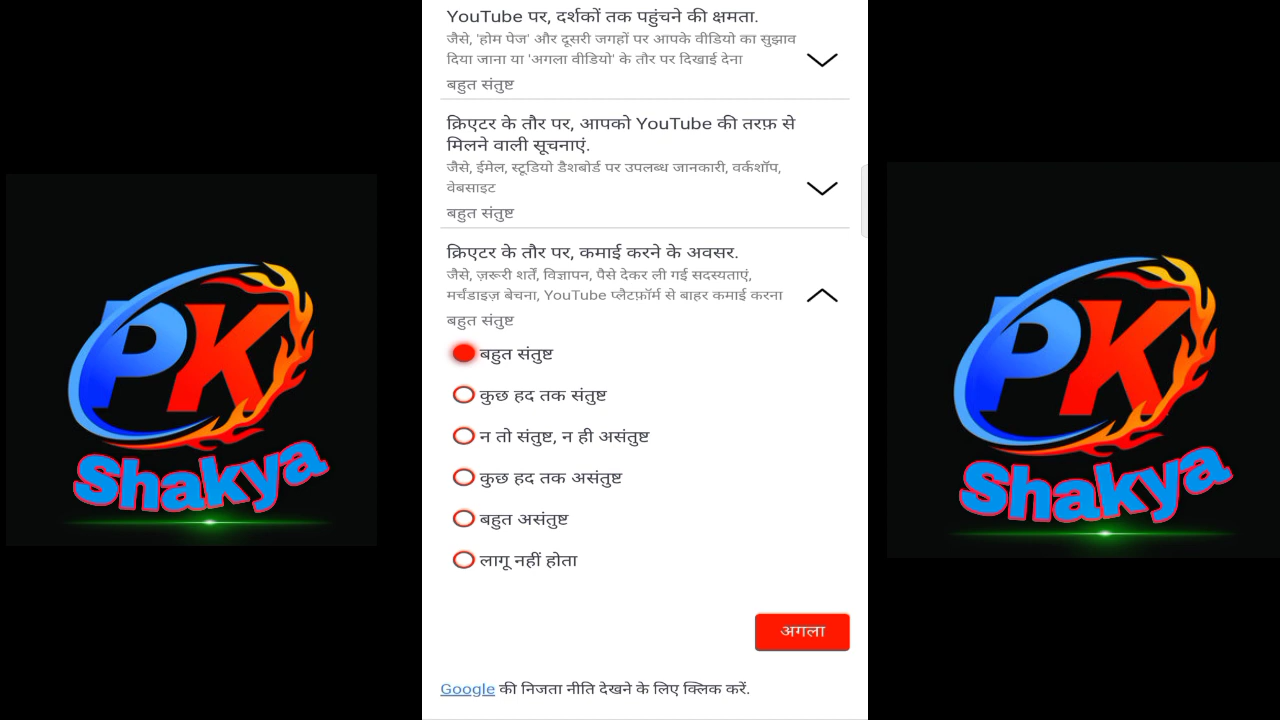 YouTube पर, दर्शकों तक पहुंचने की क्षमता.
जैसे, 'होम पेज' और दूसरी जगहों पर आपके वीडियो का सुझाव
दिया जाना या 'अगला वीडियो' के तौर पर दिखाई देना
बहुत संतुष्ट
क्रिएटर के तौर पर, आपको YouTube की तरफ़ से
मिलने वाली सूचनाएं.
जैसे, ईमेल, स्टूडियो डैशबोर्ड पर उपलब्ध जानकारी, वर्कशॉप,
वेबसाइट
बहुत संतुष्ट
क्रिएटर के तौर पर, कमाई करने के अवसर.
जैसे, ज़रूरी शर्तें, विज्ञापन, पैसे देकर ली गई सदस्यताएं,
मर्चंडाइज़ बेचना, YouTube प्लैटफ़ॉर्म से बाहर कमाई करना
बहुत संतुष्ट
बहुत संतुष्ट
कुछ हद तक संतुष्ट
न तो संतुष्ट, न ही असंतुष्ट
कुछ हद तक असंतुष्ट
बहुत असंतुष्ट
लागू नहीं होता
अगला
Google की निजता नीति देखने के लिए क्लिक करें.
PK
Shakya
PK
Shakya